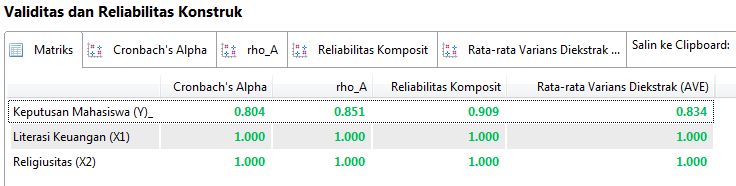 Validitas dan Reliabilitas Konstruk
Matriks Cronbach's Alpha rho_A Reliabilitas Komposit Rata-rata Varians Diekstrak ... Salin ke Clipboard:
Cronbach's Alpha rho_A Reliabilitas Komposit Rata-rata Varians Diekstrak (AVE)
Keputusan Mahasiswa (Y)_ 0.804 0.851 0.909 0.834
Literasi Keuangan (X1) 1.000 1.000 1.000 1.000
Religiusitas (X2) 1.000 1.000 1.000 1.000